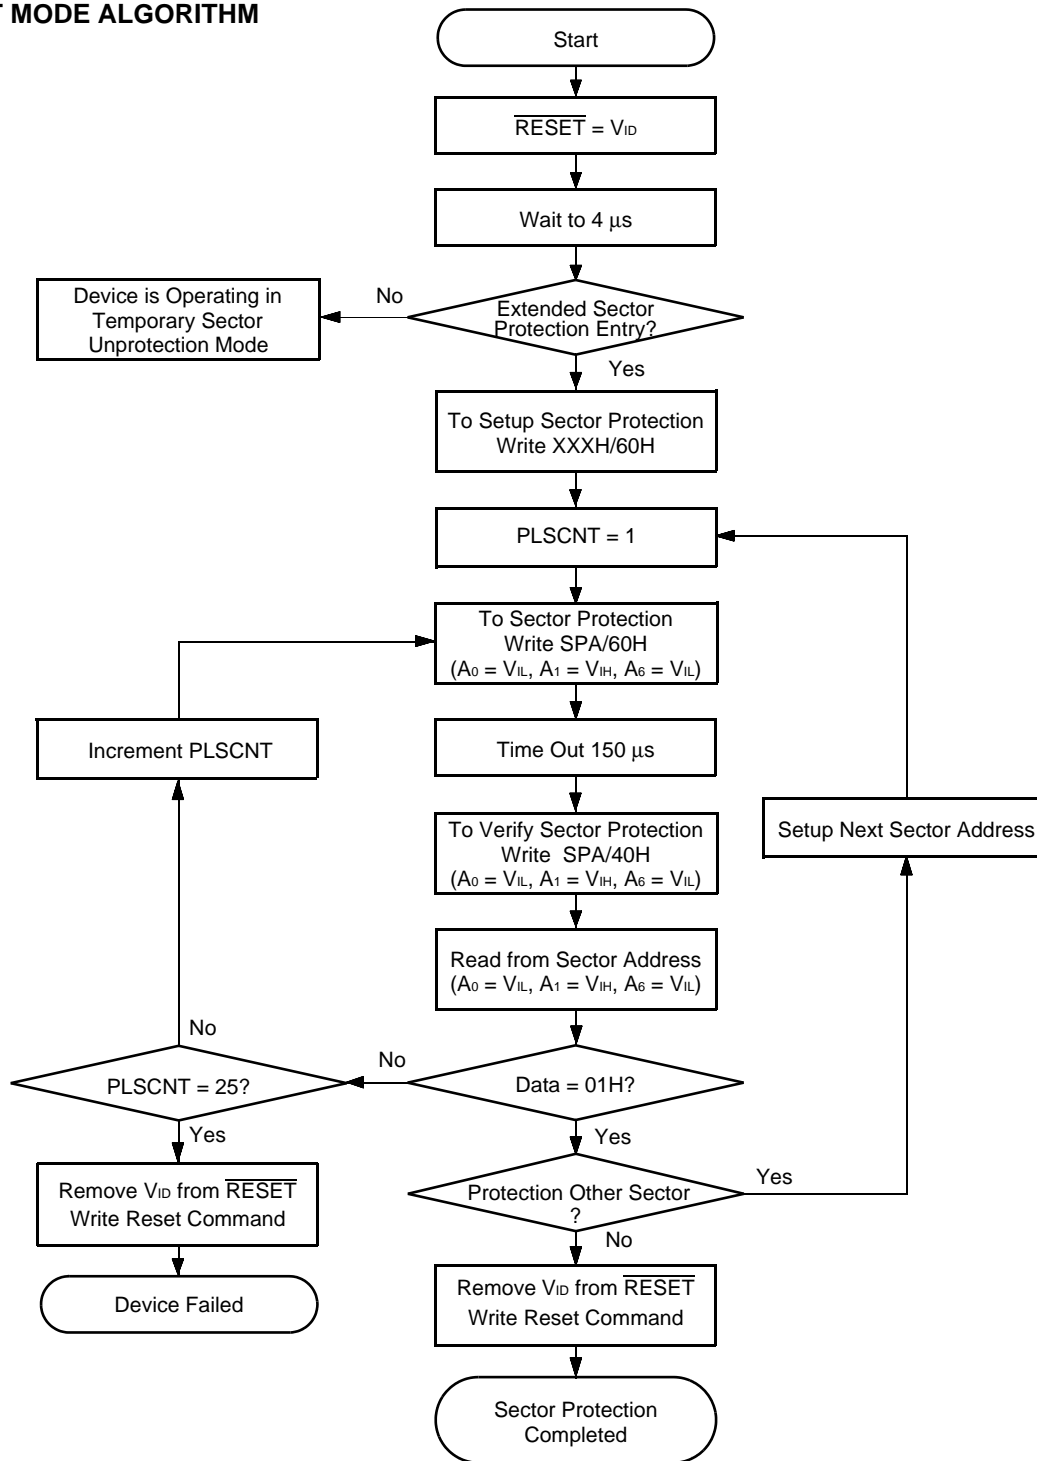 T MODE ALGORITHM
Start
RESET = VID
Wait to 4 μs
Extended Sector
Protection Entry?
No
Device is Operating in
Temporary Sector
Unprotection Mode
Yes
To Setup Sector Protection
Write XXXH/60H
PLSCNT = 1
To Sector Protection
Write SPA/60H
(A0 = VIL, A1 = VIH, A6 = VIL)
Increment PLSCNT
Time Out 150 μs
To Verify Sector Protection
Write SPA/40H
(A0 = VIL, A1 = VIH, A6 = VIL)
Setup Next Sector Address
Read from Sector Address
(A0 = VIL, A1 = VIH, A6 = VIL)
No
PLSCNT = 25?
No
Data = 01H?
Yes
Yes
Remove VID from RESET
Write Reset Command
Protection Other Sector
?
Yes
No
Device Failed
Remove VID from RESET
Write Reset Command
Sector Protection
Completed